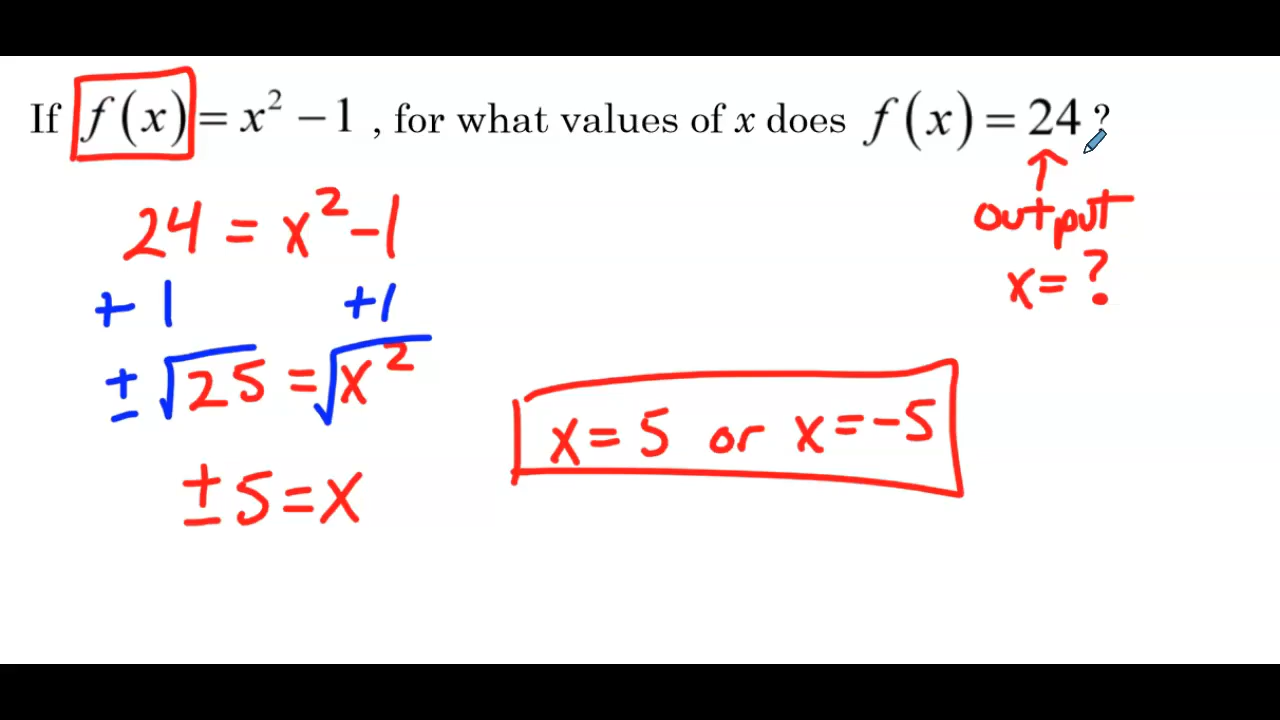 If f(x) = x² − 1 , for what values of x does f(x) = 24 ?
output
x = ?
24 = x² − 1
+ 1 + 1
± √25 = √x²
± 5 = x
x = 5 or x = −5